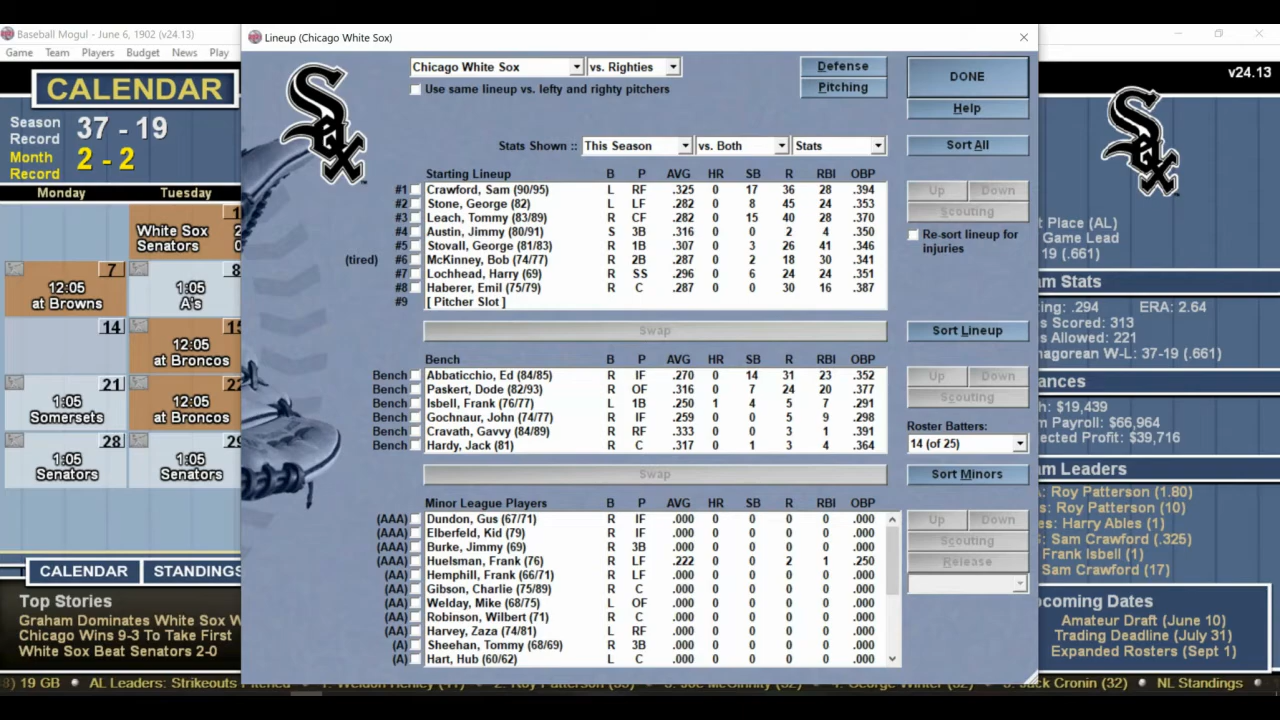 Baseball Mogul - June 6, 1902 (v24.13)
Game Team Players Budget News Play
CALENDAR
Season Record 37 - 19
Month Record 2 - 2
Monday Tuesday
White Sox
Senators
7 8
12:05 1:05
at Browns A's
14
12:05
at Broncos
21
1:05 12:05
Somersets at Broncos
28
1:05 1:05
Senators Senators
CALENDAR STANDINGS
Top Stories
Graham Dominates White Sox W
Chicago Wins 9-3 To Take First
White Sox Beat Senators 2-0
Lineup (Chicago White Sox)
Sox
Chicago White Sox vs. Righties
Use same lineup vs. lefty and righty pitchers
Defense
Pitching
DONE
Help
Stats Shown :: This Season vs. Both Stats
Sort All
Starting Lineup B P AVG HR SB R RBI OBP
#1 Crawford, Sam (90/95) L RF .325 0 17 36 28 .394
#2 Stone, George (82) L LF .282 0 8 45 24 .353
#3 Leach, Tommy (83/89) R CF .282 0 15 40 28 .370
#4 Austin, Jimmy (80/91) S 3B .316 0 0 2 4 .350
#5 Stovall, George (81/83) R 1B .307 0 3 26 41 .346
(tired) #6 McKinney, Bob (74/77) R 2B .287 0 2 18 30 .341
#7 Lochhead, Harry (69) R SS .296 0 6 24 24 .351
#8 Haberer, Emil (75/79) R C .287 0 0 30 16 .387
#9 [ Pitcher Slot ]
Up Down
Scouting
Re-sort lineup for injuries
Swap
Sort Lineup
Bench B P AVG HR SB R RBI OBP
Bench Abbaticchio, Ed (84/85) R IF .270 0 14 31 23 .352
Bench Paskert, Dode (82/93) R OF .316 0 7 24 20 .377
Bench Isbell, Frank (76/77) L 1B .250 1 4 5 7 .291
Bench Gochnaur, John (74/77) R IF .259 0 0 5 9 .298
Bench Cravath, Gavvy (84/89) R RF .333 0 0 3 1 .391
Bench Hardy, Jack (81) R C .317 0 1 3 4 .364
Up Down
Scouting
Roster Batters:
14 (of 25)
Swap
Sort Minors
Minor League Players B P AVG HR SB R RBI OBP
(AAA) Dundon, Gus (67/71) R IF .000 0 0 0 0 .000
(AAA) Elberfeld, Kid (79) R IF .000 0 0 0 0 .000
(AAA) Burke, Jimmy (69) R 3B .000 0 0 0 0 .000
(AAA) Huelsman, Frank (76) R LF .222 0 0 2 1 .250
(AA) Hemphill, Frank (66/71) R LF .000 0 0 0 0 .000
(AA) Gibson, Charlie (75/89) R C .000 0 0 0 0 .000
(AA) Welday, Mike (68/75) L OF .000 0 0 0 0 .000
(AA) Robinson, Wilbert (71) R C .000 0 0 0 0 .000
(AA) Harvey, Zaza (74/81) L RF .000 0 0 0 0 .000
(A) Sheehan, Tommy (68/69) R 3B .000 0 0 0 0 .000
(A) Hart, Hub (60/62) L C .000 0 0 0 0 .000
Up Down
Scouting
Release
v24.13
Sox
t Place (AL)
Game Lead
19 (.661)
am Stats
ting: .294 ERA: 2.64
s Scored: 313
s Allowed: 221
nagorean W-L: 37-19 (.661)
ances
h: $19,439
m Payroll: $66,964
ected Profit: $39,716
am Leaders
A: Roy Patterson (1.80)
s: Roy Patterson (10)
es: Harry Ables (1)
G: Sam Crawford (.325)
Frank Isbell (1)
Sam Crawford (17)
pcoming Dates
Amateur Draft (June 10)
Trading Deadline (July 31)
Expanded Rosters (Sept 1)
8) 19 GB • AL Leaders: Strikeouts Pitched Jack Cronin (32) • NL Standings •